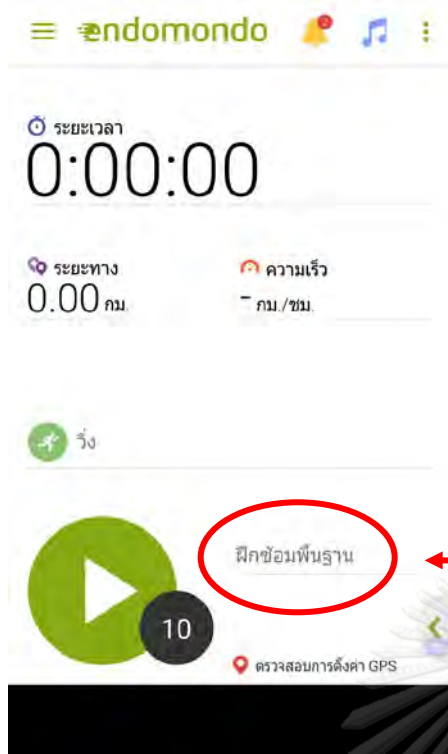 endomondo
2
ระยะเวลา
0:00:00
ระยะทาง ความเร็ว
0.00 กม. - กม./ชม.
วิ่ง
ฝึกซ้อมพื้นฐาน
10
ตรวจสอบการตั้งค่า GPS